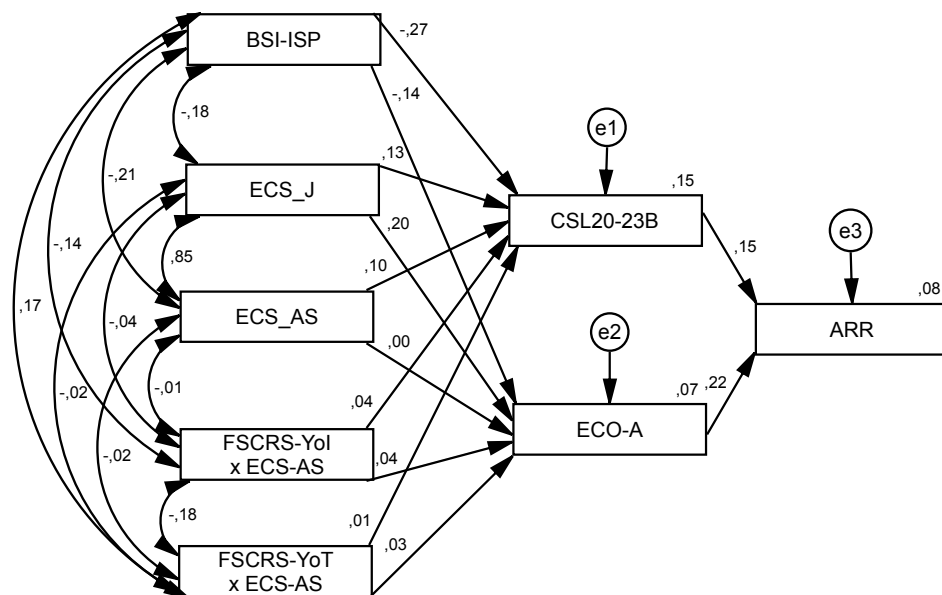 BSI-ISP
-,27
-,14
-,18
e1
,13
,15
-,21
ECS_J
CSL20-23B
e3
,20
,15
-,14
,85
,10
,08
,17
-,04
ECS_AS
ARR
,00
e2
-,01
-,02
,04
,07
,22
FSCRS-YoI
x ECS-AS
ECO-A
-,02
,04
-,18
,01
,03
FSCRS-YoT
x ECS-AS